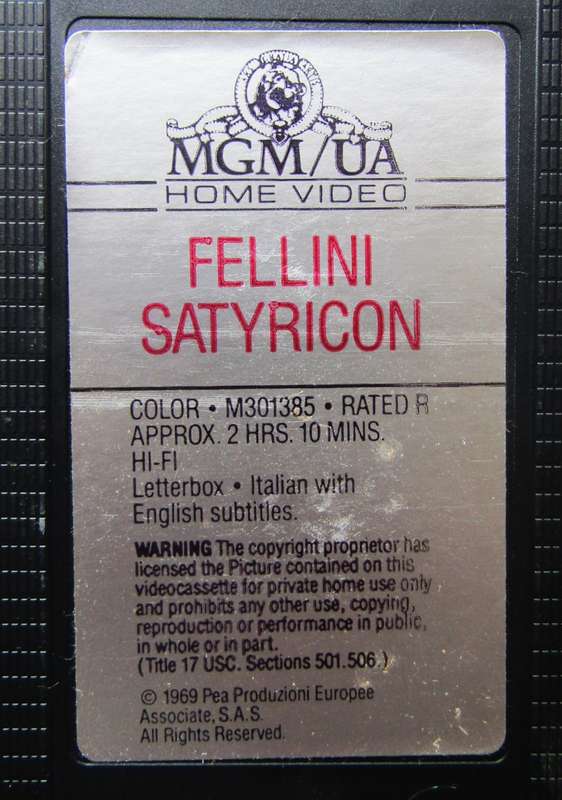 MGM/UA
HOME VIDEO
FELLINI
SATYRICON
COLOR • M301385 • RATED R
APPROX. 2 HRS. 10 MINS.
HI-FI
Letterbox • Italian with
English subtitles.
WARNING The copyright proprietor has
licensed the Picture contained on this
videocassette for private home use only
and prohibits any other use, copying,
reproduction or performance in public,
in whole or in part.
(Title 17 USC. Sections 501.506.)
© 1969 Pea Produzioni Europee
Associate, S.A.S.
All Rights Reserved.